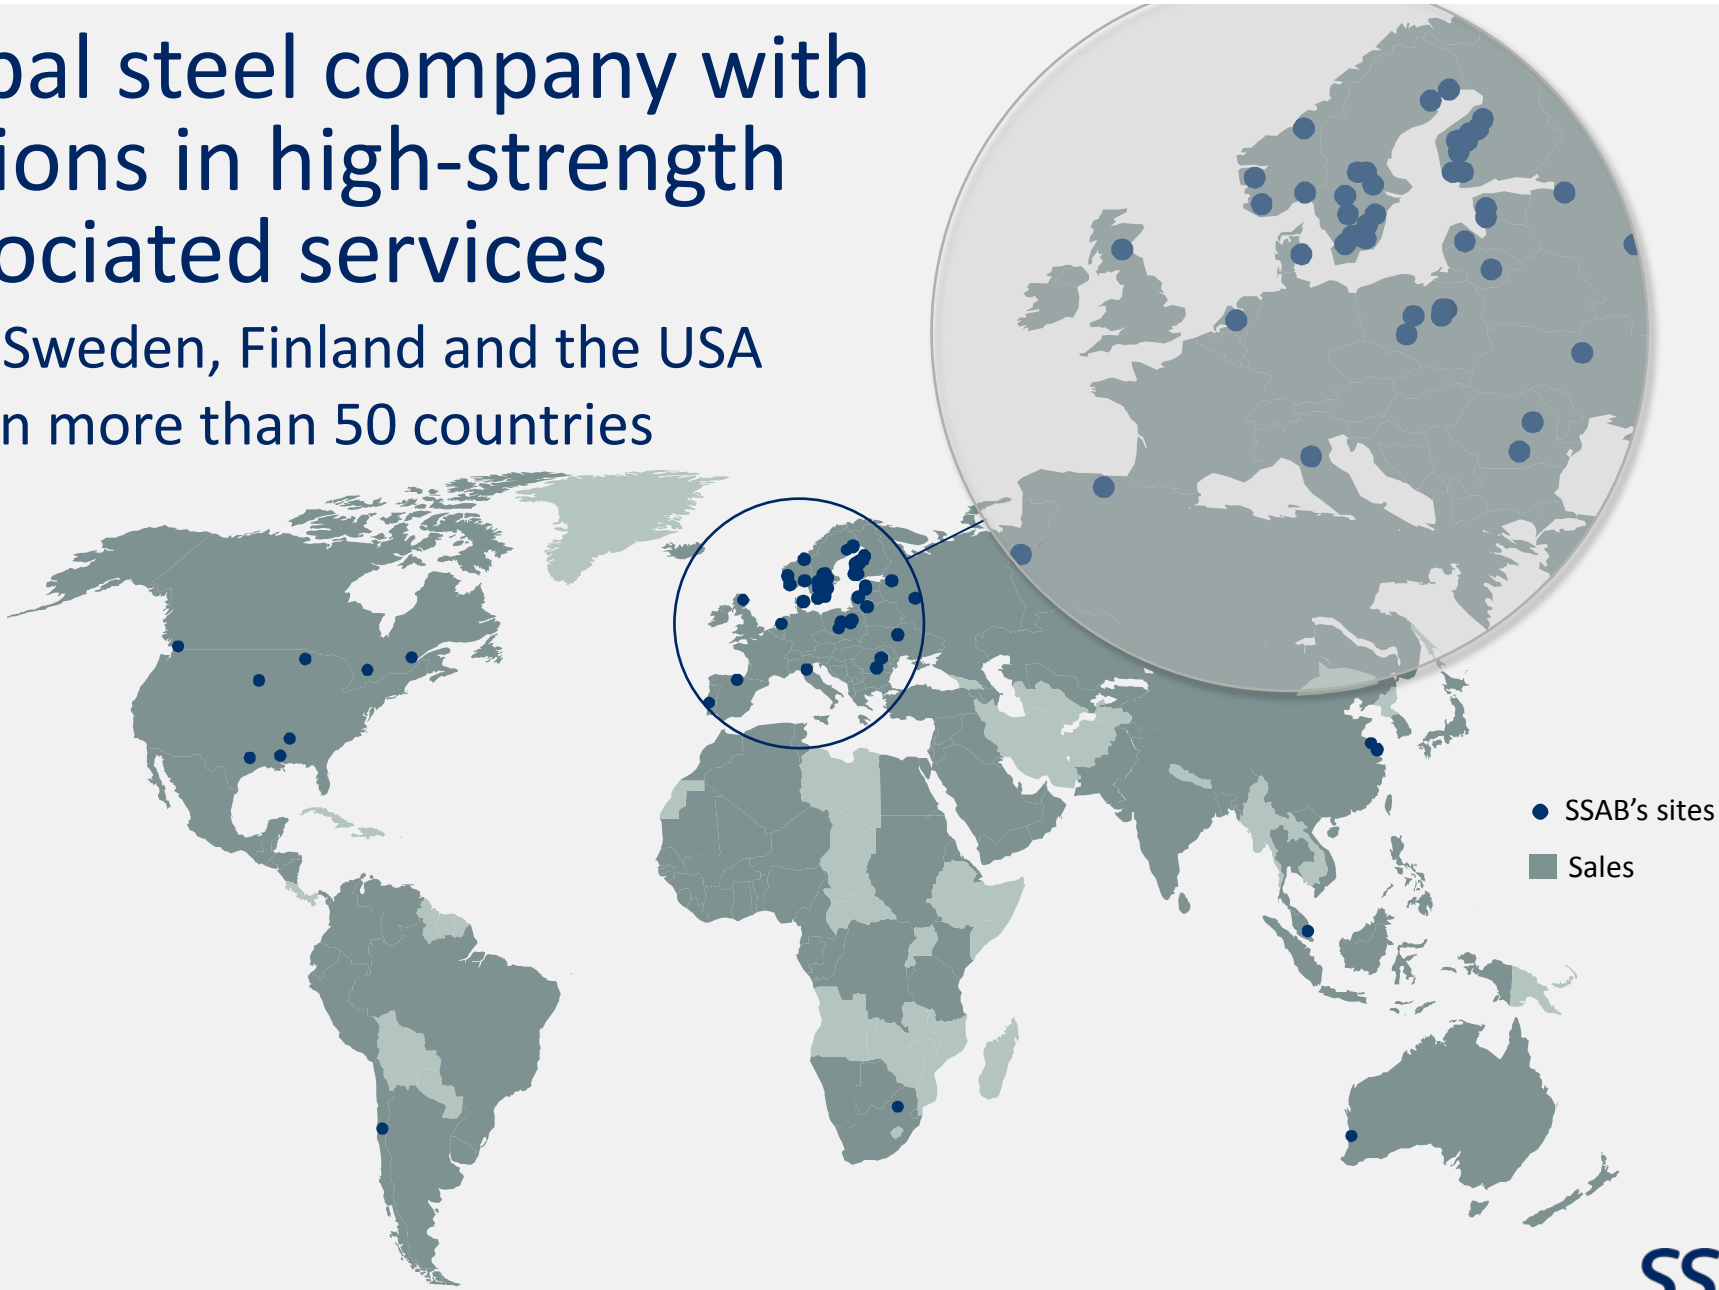 bal steel company with
ions in high-strength
ociated services
Sweden, Finland and the USA
n more than 50 countries
SSAB’s sites
Sales
SS